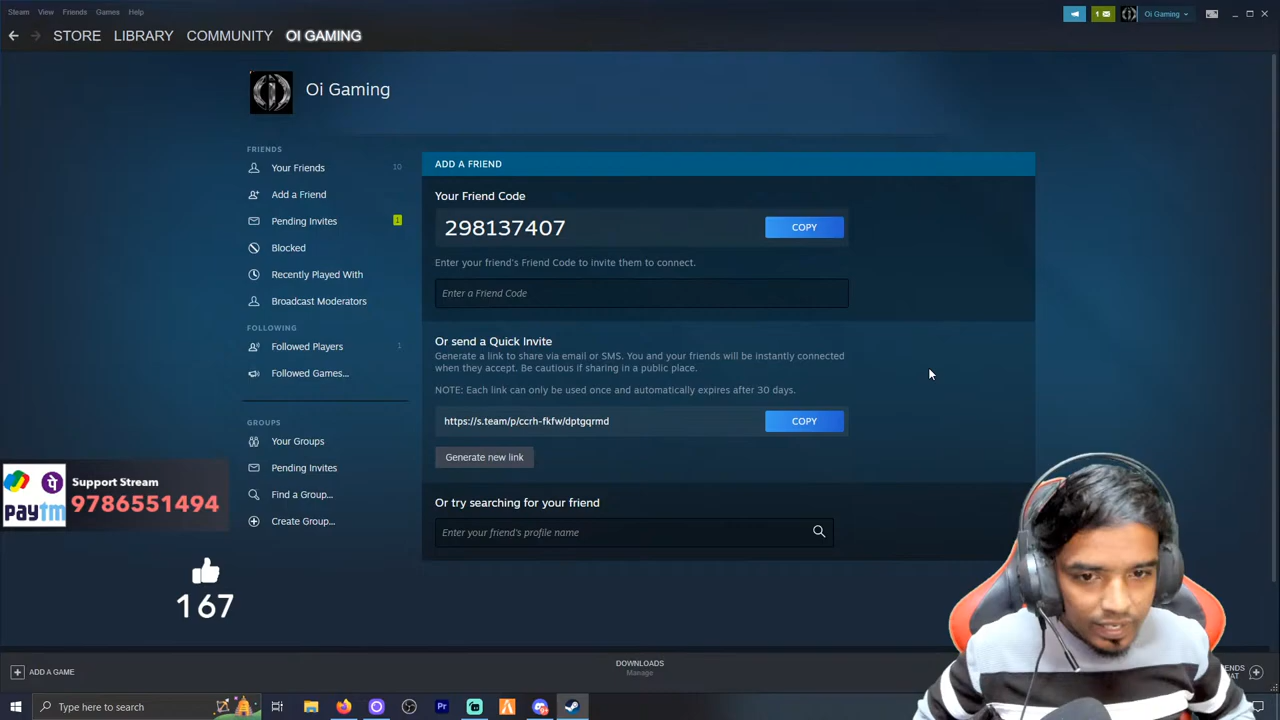 Steam View Friends Games Help
1
Oi Gaming
STORE LIBRARY COMMUNITY OI GAMING
Oi Gaming
FRIENDS
Your Friends 10
Add a Friend
Pending Invites 1
Blocked
Recently Played With
Broadcast Moderators
FOLLOWING
Followed Players 1
Followed Games...
GROUPS
Your Groups
Pending Invites
Find a Group...
Create Group...
ADD A FRIEND
Your Friend Code
298137407 COPY
Enter your friend's Friend Code to invite them to connect.
Enter a Friend Code
Or send a Quick Invite
Generate a link to share via email or SMS. You and your friends will be instantly connected
when they accept. Be cautious if sharing in a public place.
NOTE: Each link can only be used once and automatically expires after 30 days.
https://s.team/p/ccrh-fkfw/dptgqrmd COPY
Generate new link
Or try searching for your friend
Enter your friend's profile name
paytm
Support Stream
9786551494
167
ADD A GAME
DOWNLOADS
Manage
Type here to search
Pr